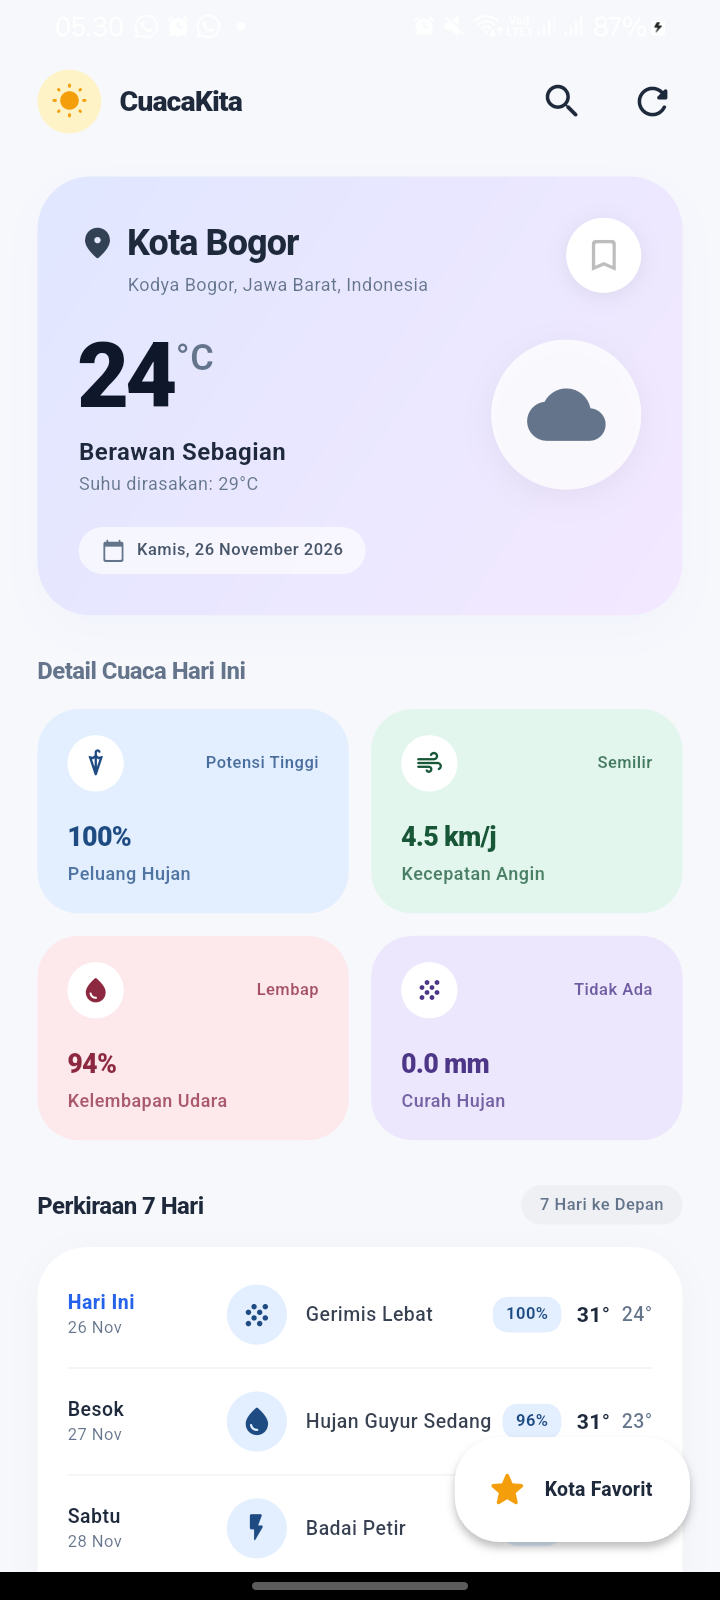 05.30
87%
CuacaKita
Kota Bogor
Kodya Bogor, Jawa Barat, Indonesia
24°C
Berawan Sebagian
Suhu dirasakan: 29°C
Kamis, 26 November 2026
Detail Cuaca Hari Ini
Potensi Tinggi
100%
Peluang Hujan
Semilir
4.5 km/j
Kecepatan Angin
Lembap
94%
Kelembapan Udara
Tidak Ada
0.0 mm
Curah Hujan
Perkiraan 7 Hari
7 Hari ke Depan
Hari Ini
26 Nov
Gerimis Lebat
100%
31° 24°
Besok
27 Nov
Hujan Guyur Sedang
96%
31° 23°
Sabtu
28 Nov
Badai Petir
Kota Favorit